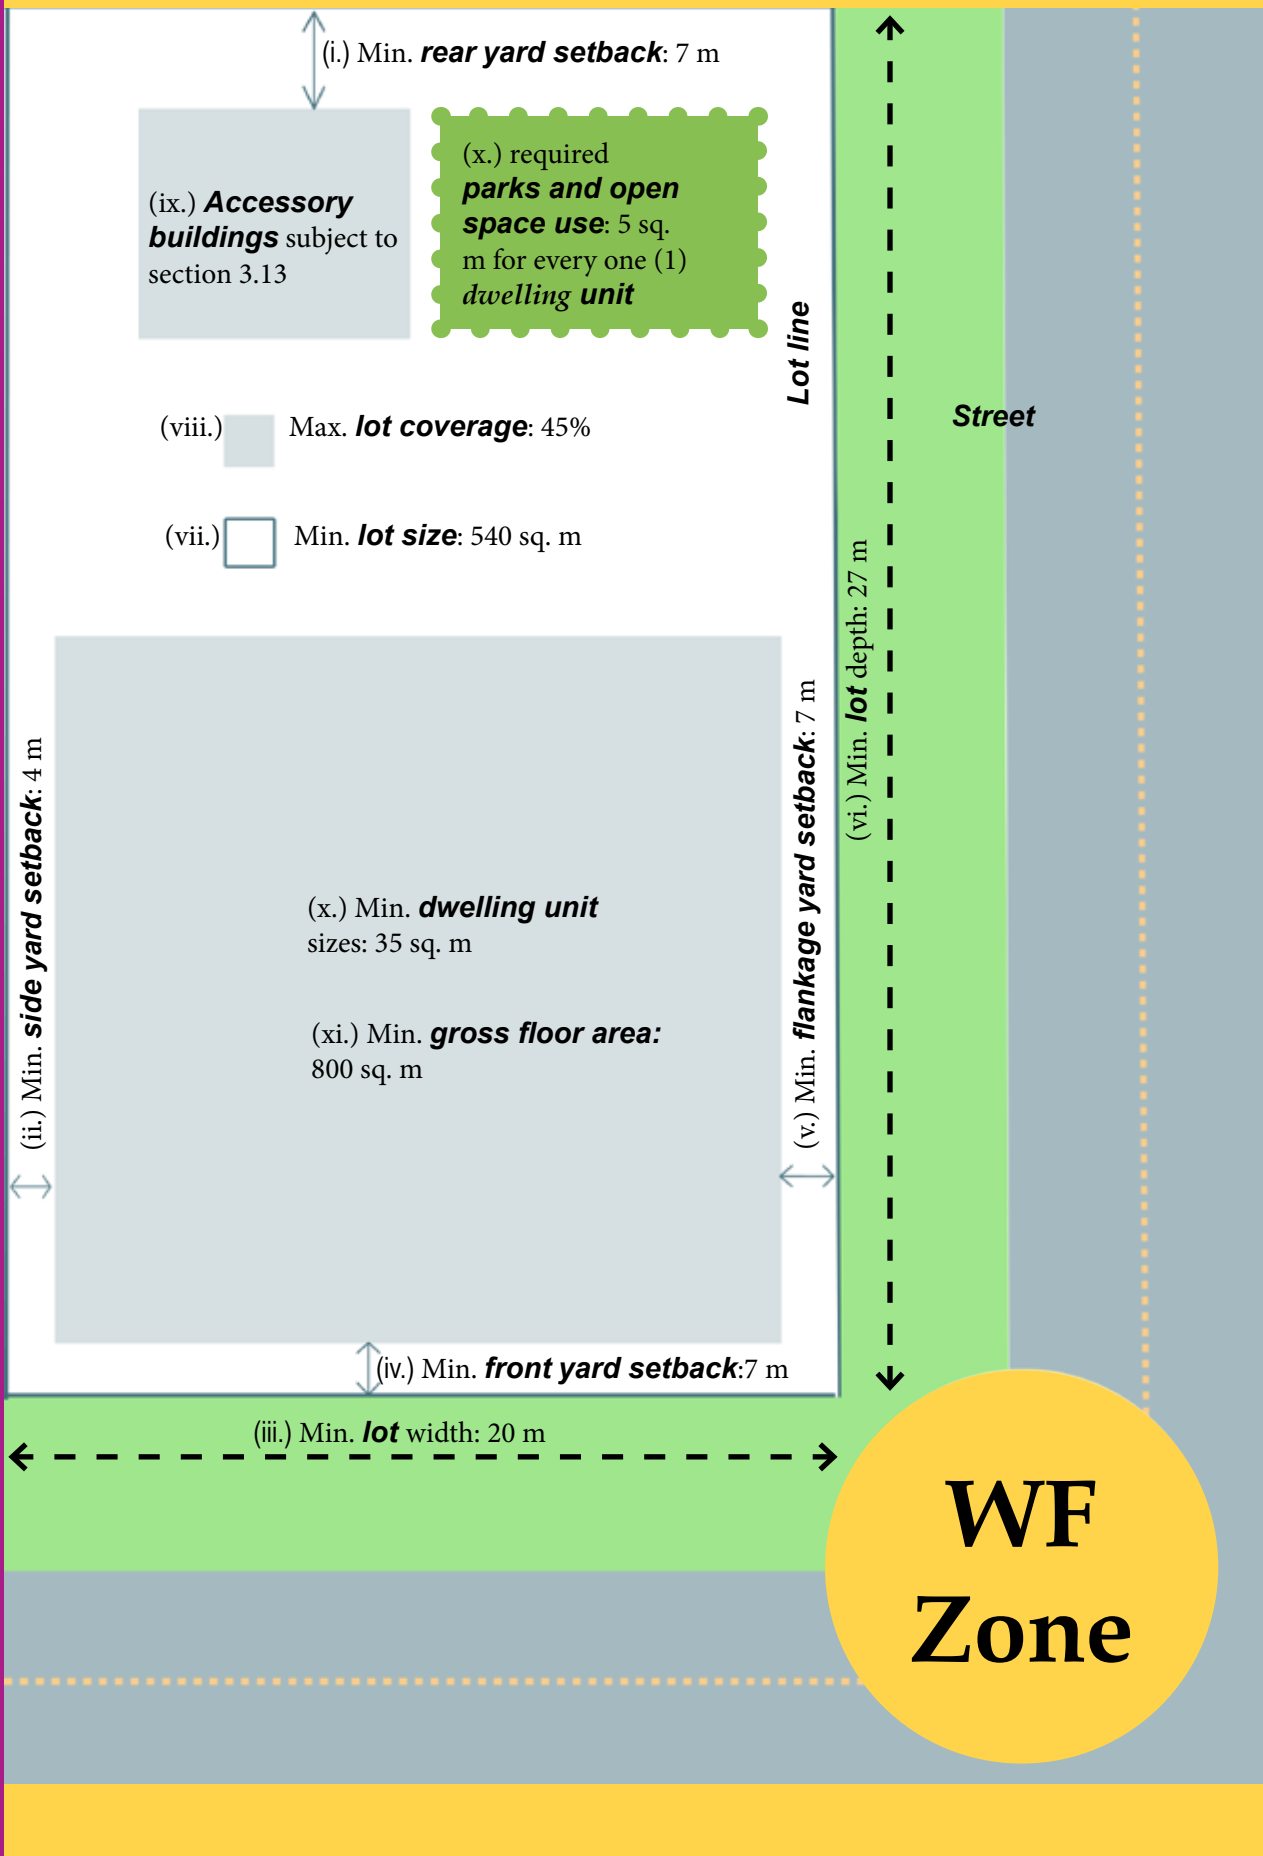 (i.) Min. rear yard setback: 7 m
(ix.) Accessory
buildings subject to
section 3.13
(x.) required
parks and open
space use: 5 sq.
m for every one (1)
dwelling unit
Lot line
Street
(viii.) Max. lot coverage: 45%
(vii.) Min. lot size: 540 sq. m
(vi.) Min. lot depth: 27 m
(ii.) Min. side yard setback: 4 m
(v.) Min. flankage yard setback: 7 m
(x.) Min. dwelling unit
sizes: 35 sq. m
(xi.) Min. gross floor area:
800 sq. m
(iv.) Min. front yard setback:7 m
(iii.) Min. lot width: 20 m
WF
Zone